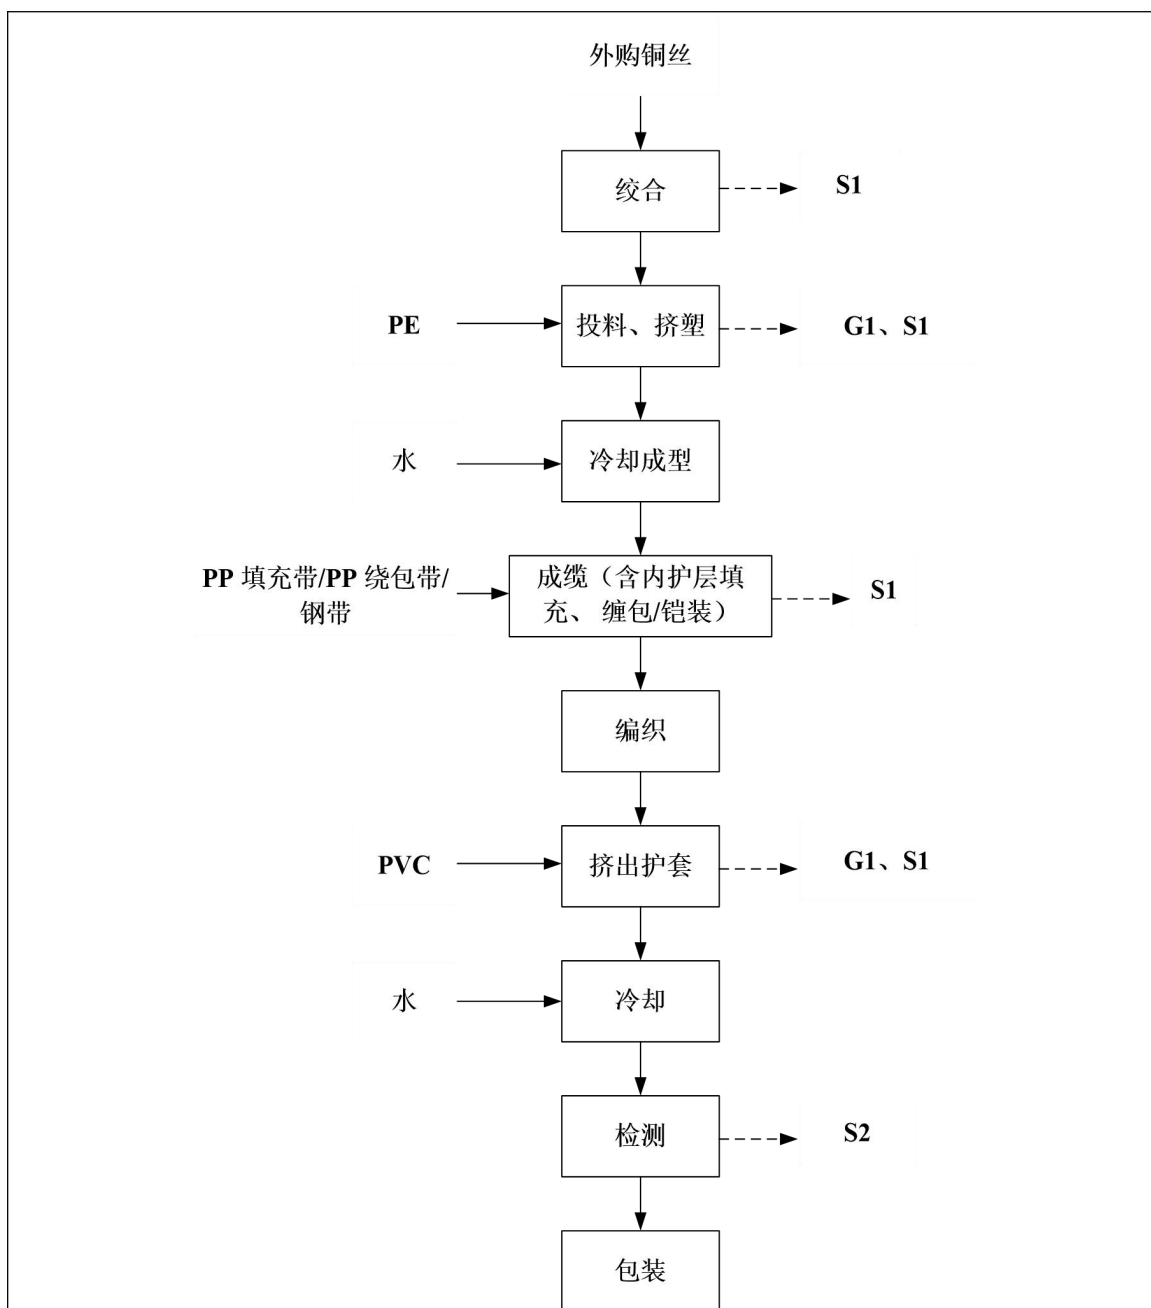 外购铜丝
绞合
S1
PE
投料、挤塑
G1、S1
水
冷却成型
PP 填充带/PP 绕包带/
钢带
成缆（含内护层填
充、 缠包/铠装）
S1
编织
PVC
挤出护套
G1、S1
水
冷却
检测
S2
包装